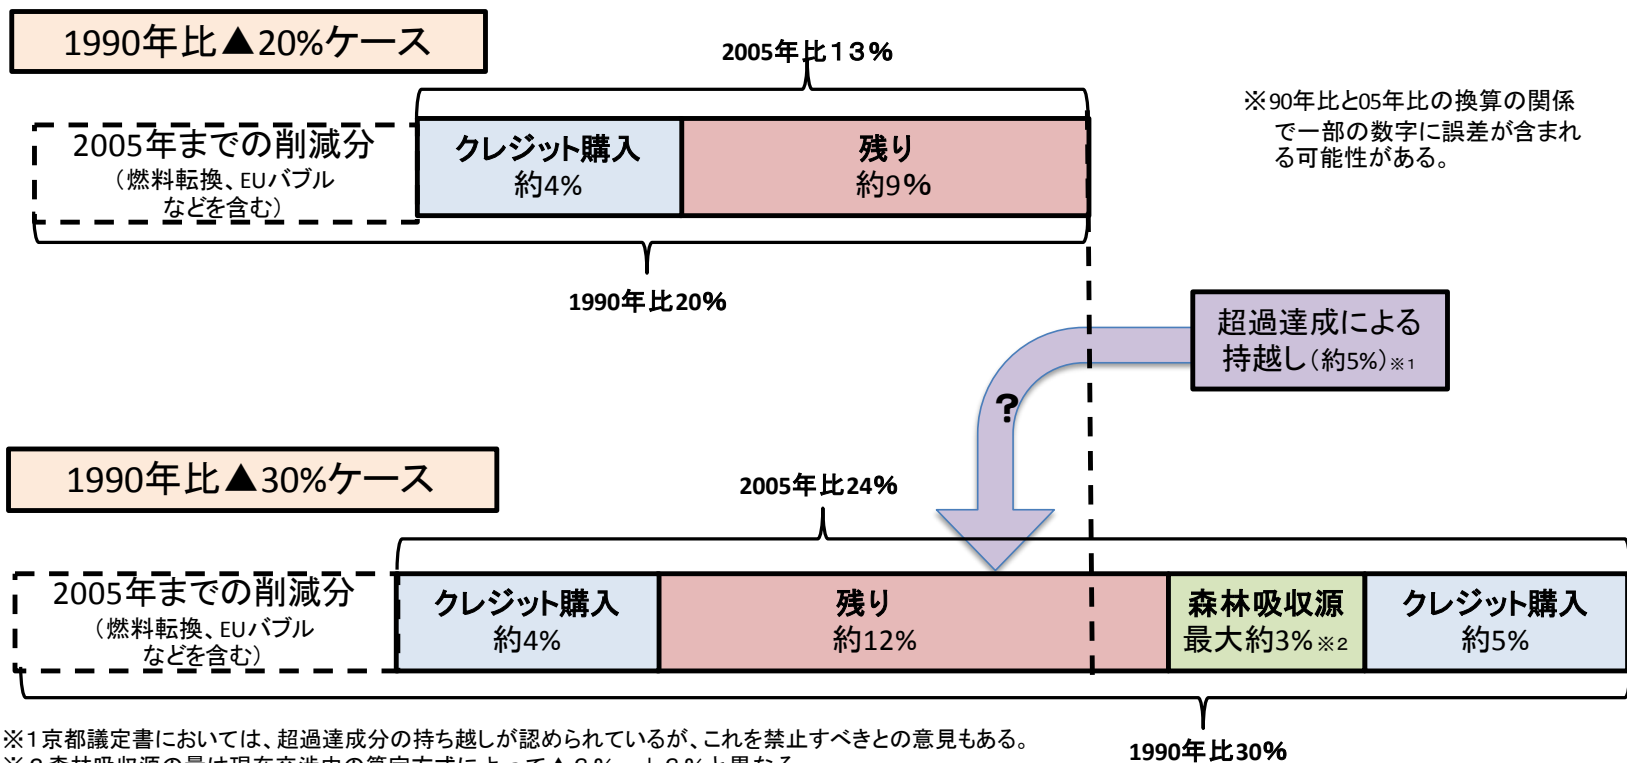 1990年比▲20%ケース
2005年比１３%
※90年比と05年比の換算の関係
で一部の数字に誤差が含まれ
る可能性がある。
2005年までの削減分
（燃料転換、EUバブル
などを含む）
クレジット購入
約4%
残り
約9%
1990年比20%
超過達成による
持越し（約5%）※1
？
1990年比▲30%ケース
2005年比24%
2005年までの削減分
（燃料転換、EUバブル
などを含む）
クレジット購入
約4%
残り
約12%
森林吸収源
最大約3%※2
クレジット購入
約5%
1990年比30%
※1京都議定書においては、超過達成分の持ち越しが認められているが、これを禁止すべきとの意見もある。